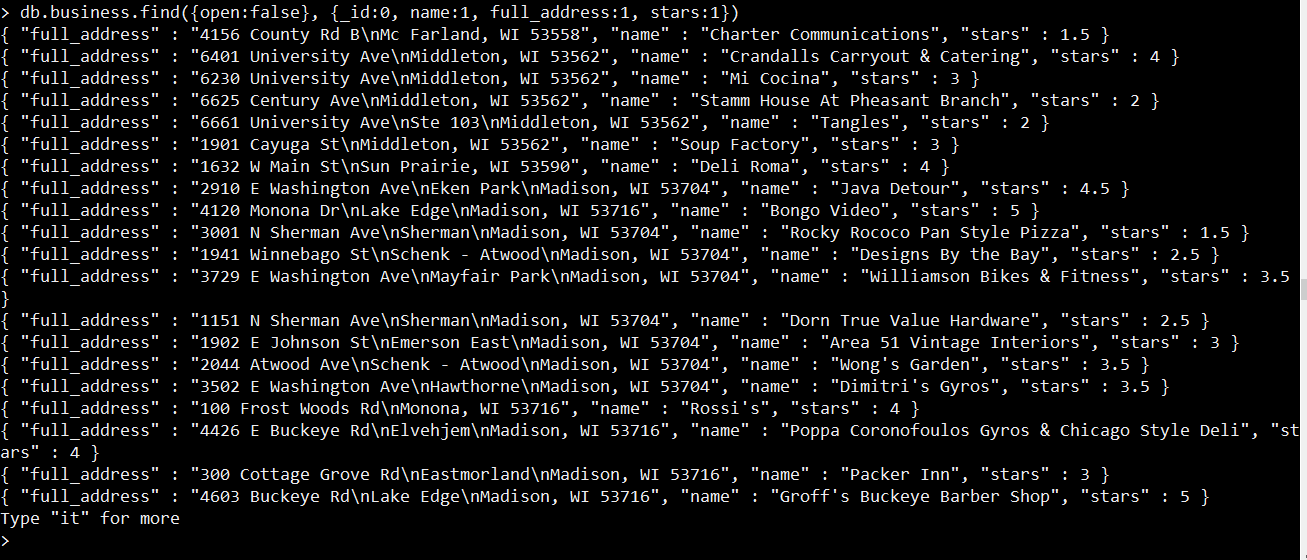 > db.business.find({open:false}, {_id:0, name:1, full_address:1, stars:1})
{ "full_address" : "4156 County Rd B\nMc Farland, WI 53558", "name" : "Charter Communications", "stars" : 1.5 }
{ "full_address" : "6401 University Ave\nMiddleton, WI 53562", "name" : "Crandalls Carryout & Catering", "stars" : 4 }
{ "full_address" : "6230 University Ave\nMiddleton, WI 53562", "name" : "Mi Cocina", "stars" : 3 }
{ "full_address" : "6625 Century Ave\nMiddleton, WI 53562", "name" : "Stamm House At Pheasant Branch", "stars" : 2 }
{ "full_address" : "6661 University Ave\nSte 103\nMiddleton, WI 53562", "name" : "Tangles", "stars" : 2 }
{ "full_address" : "1901 Cayuga St\nMiddleton, WI 53562", "name" : "Soup Factory", "stars" : 3 }
{ "full_address" : "1632 W Main St\nSun Prairie, WI 53590", "name" : "Deli Roma", "stars" : 4 }
{ "full_address" : "2910 E Washington Ave\nEken Park\nMadison, WI 53704", "name" : "Java Detour", "stars" : 4.5 }
{ "full_address" : "4120 Monona Dr\nLake Edge\nMadison, WI 53716", "name" : "Bongo Video", "stars" : 5 }
{ "full_address" : "3001 N Sherman Ave\nSherman\nMadison, WI 53704", "name" : "Rocky Rococo Pan Style Pizza", "stars" : 1.5 }
{ "full_address" : "1941 Winnebago St\nSchenk - Atwood\nMadison, WI 53704", "name" : "Designs By the Bay", "stars" : 2.5 }
{ "full_address" : "3729 E Washington Ave\nMayfair Park\nMadison, WI 53704", "name" : "Williamson Bikes & Fitness", "stars" : 3.5
}
{ "full_address" : "1151 N Sherman Ave\nSherman\nMadison, WI 53704", "name" : "Dorn True Value Hardware", "stars" : 2.5 }
{ "full_address" : "1902 E Johnson St\nEmerson East\nMadison, WI 53704", "name" : "Area 51 Vintage Interiors", "stars" : 3 }
{ "full_address" : "2044 Atwood Ave\nSchenk - Atwood\nMadison, WI 53704", "name" : "Wong's Garden", "stars" : 3.5 }
{ "full_address" : "3502 E Washington Ave\nHawthorne\nMadison, WI 53704", "name" : "Dimitri's Gyros", "stars" : 3.5 }
{ "full_address" : "100 Frost Woods Rd\nMonona, WI 53716", "name" : "Rossi's", "stars" : 4 }
{ "full_address" : "4426 E Buckeye Rd\nElvehjem\nMadison, WI 53716", "name" : "Poppa Coronofoulos Gyros & Chicago Style Deli", "st
ars" : 4 }
{ "full_address" : "300 Cottage Grove Rd\nEastmorland\nMadison, WI 53716", "name" : "Packer Inn", "stars" : 3 }
{ "full_address" : "4603 Buckeye Rd\nLake Edge\nMadison, WI 53716", "name" : "Groff's Buckeye Barber Shop", "stars" : 5 }
Type "it" for more
>